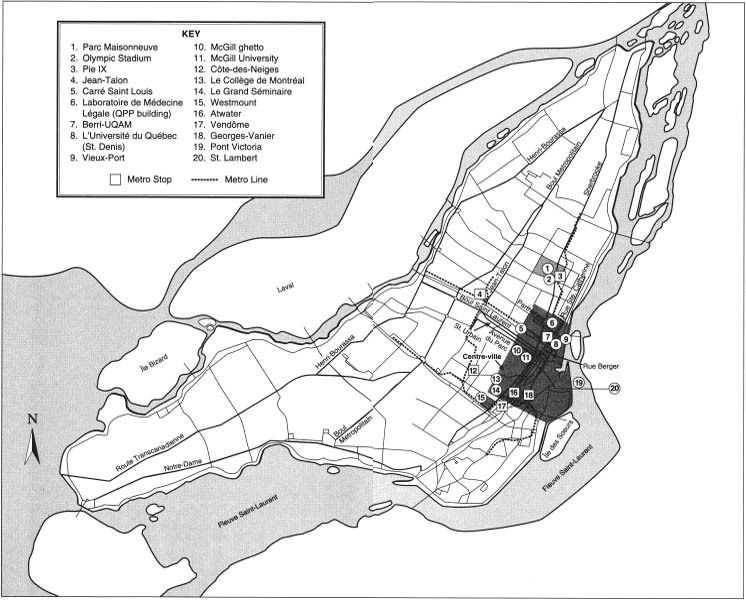 KEY
1. Parc Maisonneuve
2. Olympic Stadium
3. Pie IX
4. Jean-Talon
5. Carré Saint Louis
6. Laboratoire de Médecine
Légale (QPP building)
7. Berri-UQAM
8. L'Université du Québec
(St. Denis)
9. Vieux-Port
10. McGill ghetto
11. McGill University
12. Côte-des-Neiges
13. Le Collège de Montréal
14. Le Grand Séminaire
15. Westmount
16. Atwater
17. Vendôme
18. Georges-Vanier
19. Pont Victoria
20. St. Lambert
Metro Stop
Metro Line
Henri-Bourassa
Boul Metropolitain
Sherbrooke
Laval
1
2
3
Jean-Talon
4
Rue Ste. Catherine
Boul Saint Laurent
5
6
St. Urbain
Avenue
du Parc
7
8
9
10
11
Île Bizard
Henri-Bourassa
Centre-ville
Rue Berger
12
13
14
15
16
17
18
19
20
N
Boul
Metropolitain
Route Transcanadienne
Notre-Dame
Île des Soeurs
Fleuve Saint-Laurent
Fleuve Saint-Laurent